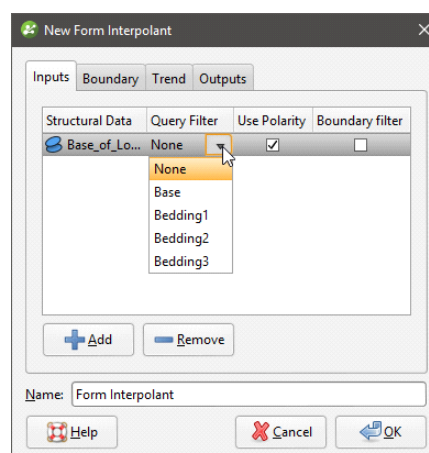 New Form Interpolant
Inputs Boundary Trend Outputs
Structural Data Query Filter Use Polarity Boundary filter
Base_of_Lo... None
None
Base
Bedding1
Bedding2
Bedding3
Add Remove
Name: Form Interpolant
Help Cancel OK